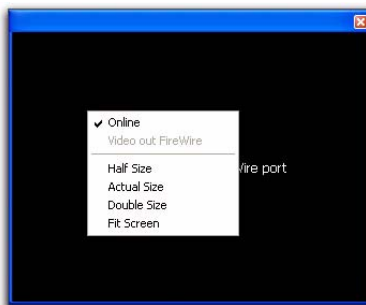 Online
Video out FireWire
Half Size
Wire port
Actual Size
Double Size
Fit Screen